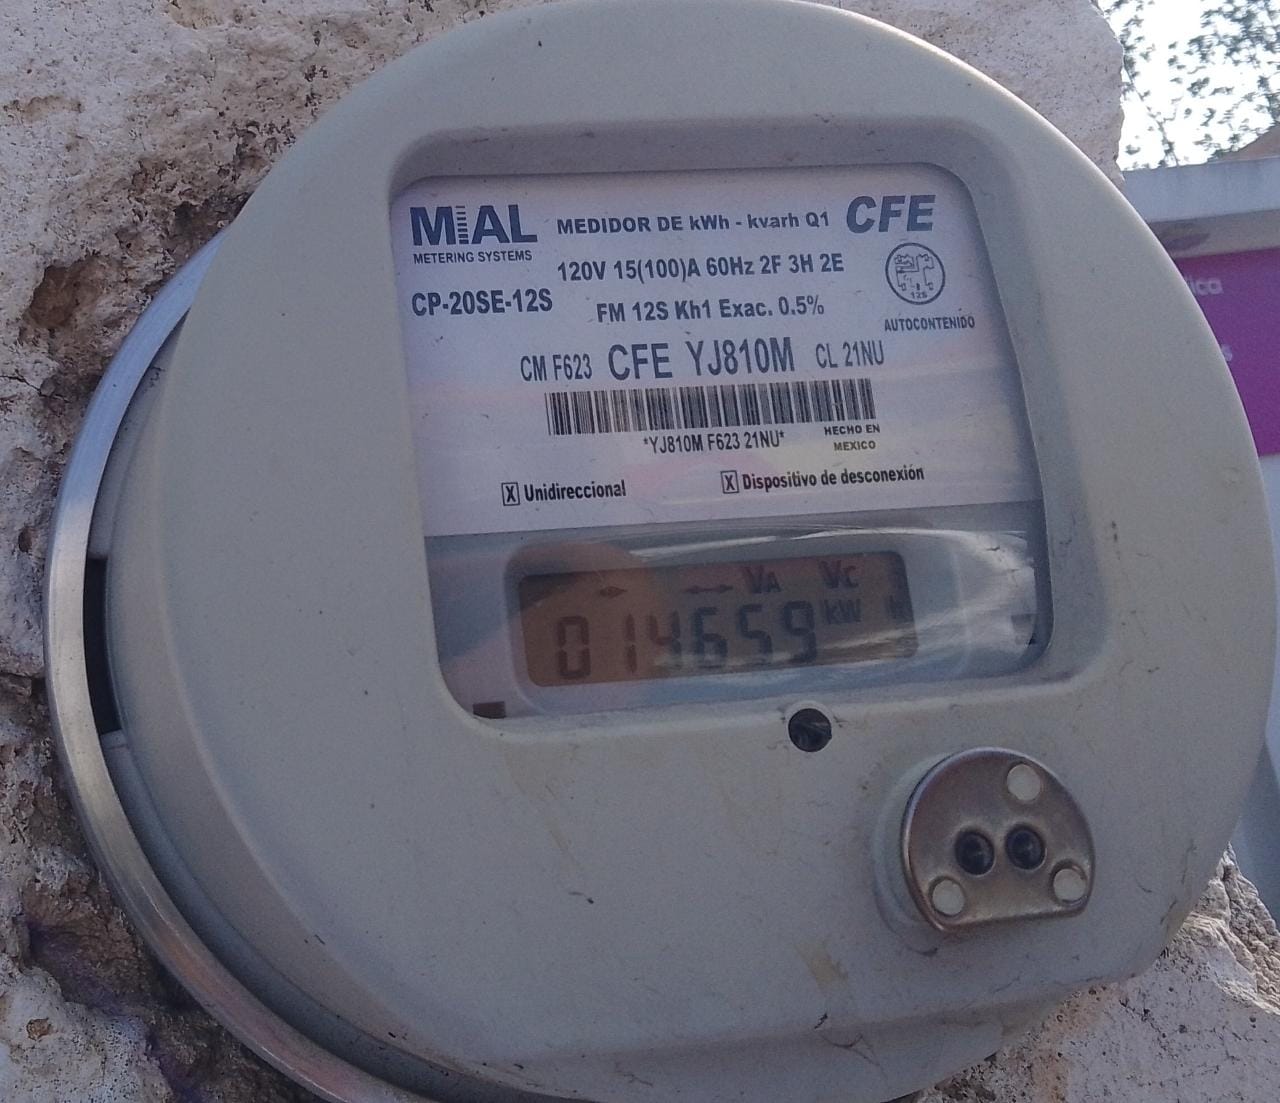 MIAL
METERING SYSTEMS
MEDIDOR DE kWh - kvarh Q1
CFE
120V 15(100)A 60Hz 2F 3H 2E
CP-20SE-12S
FM 12S Kh1 Exac. 0.5%
12S
AUTOCONTENIDO
CM F623 CFE YJ810M CL 21NU
*YJ810M F623 21NU*
HECHO EN
MEXICO
X Unidireccional
X Dispositivo de desconexión
VA VC
014659 kW h